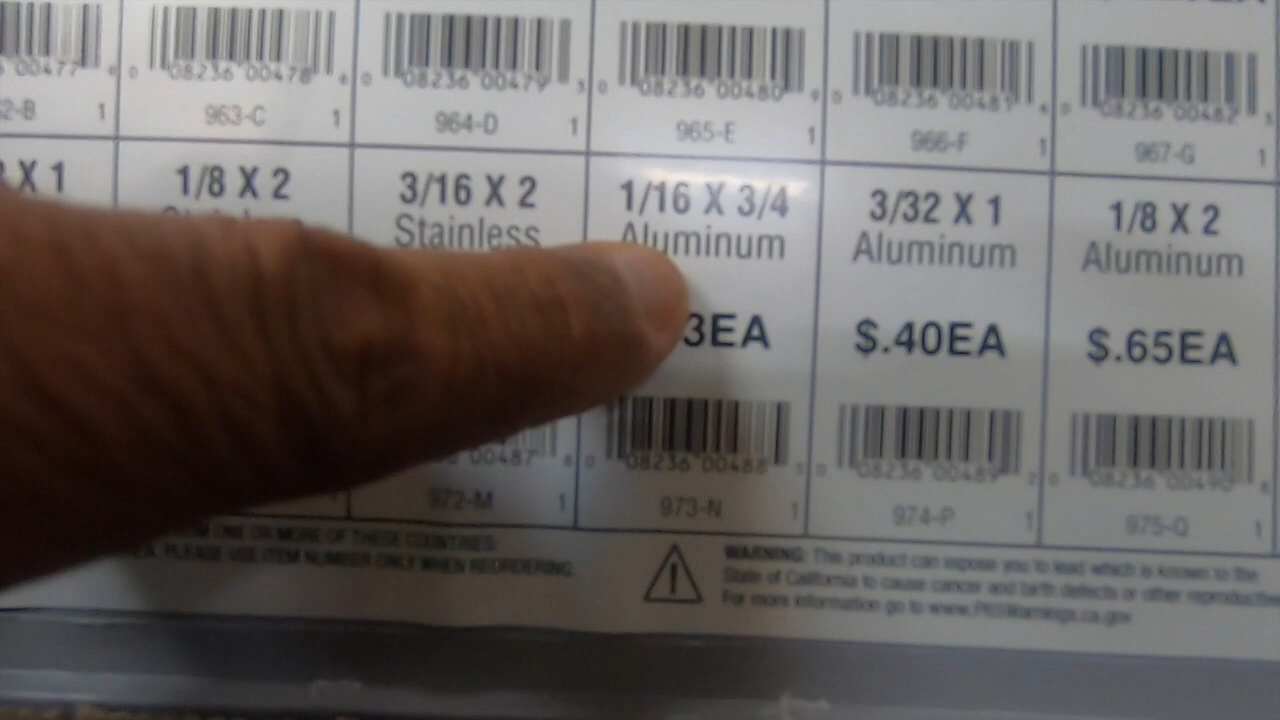 00477 6
0 08236 00478 6
0 08236 00479 3
0 08236 00480 9
0 08236 00481 6
0 08236 00482
2-B 1
963-C 1
964-D 1
965-E 1
966-F 1
967-G 1
X 1
1/8 X 2
3/16 X 2
Stainless
1/16 X 3/4
Aluminum
3EA
3/32 X 1
Aluminum
$.40EA
1/8 X 2
Aluminum
$.65EA
00487 8
0 08236 00488
0 08236 00489 2
0 08236 00490
972-M 1
973-N 1
974-P 1
975-Q 1
ONE OR MORE OF THESE COUNTRIES:
PLEASE USE ITEM NUMBER ONLY WHEN REORDERING.
WARNING: This product can expose you to lead which is known to the
State of California to cause cancer and birth defects or other reproductive
For more information go to www.P65Warnings.ca.gov